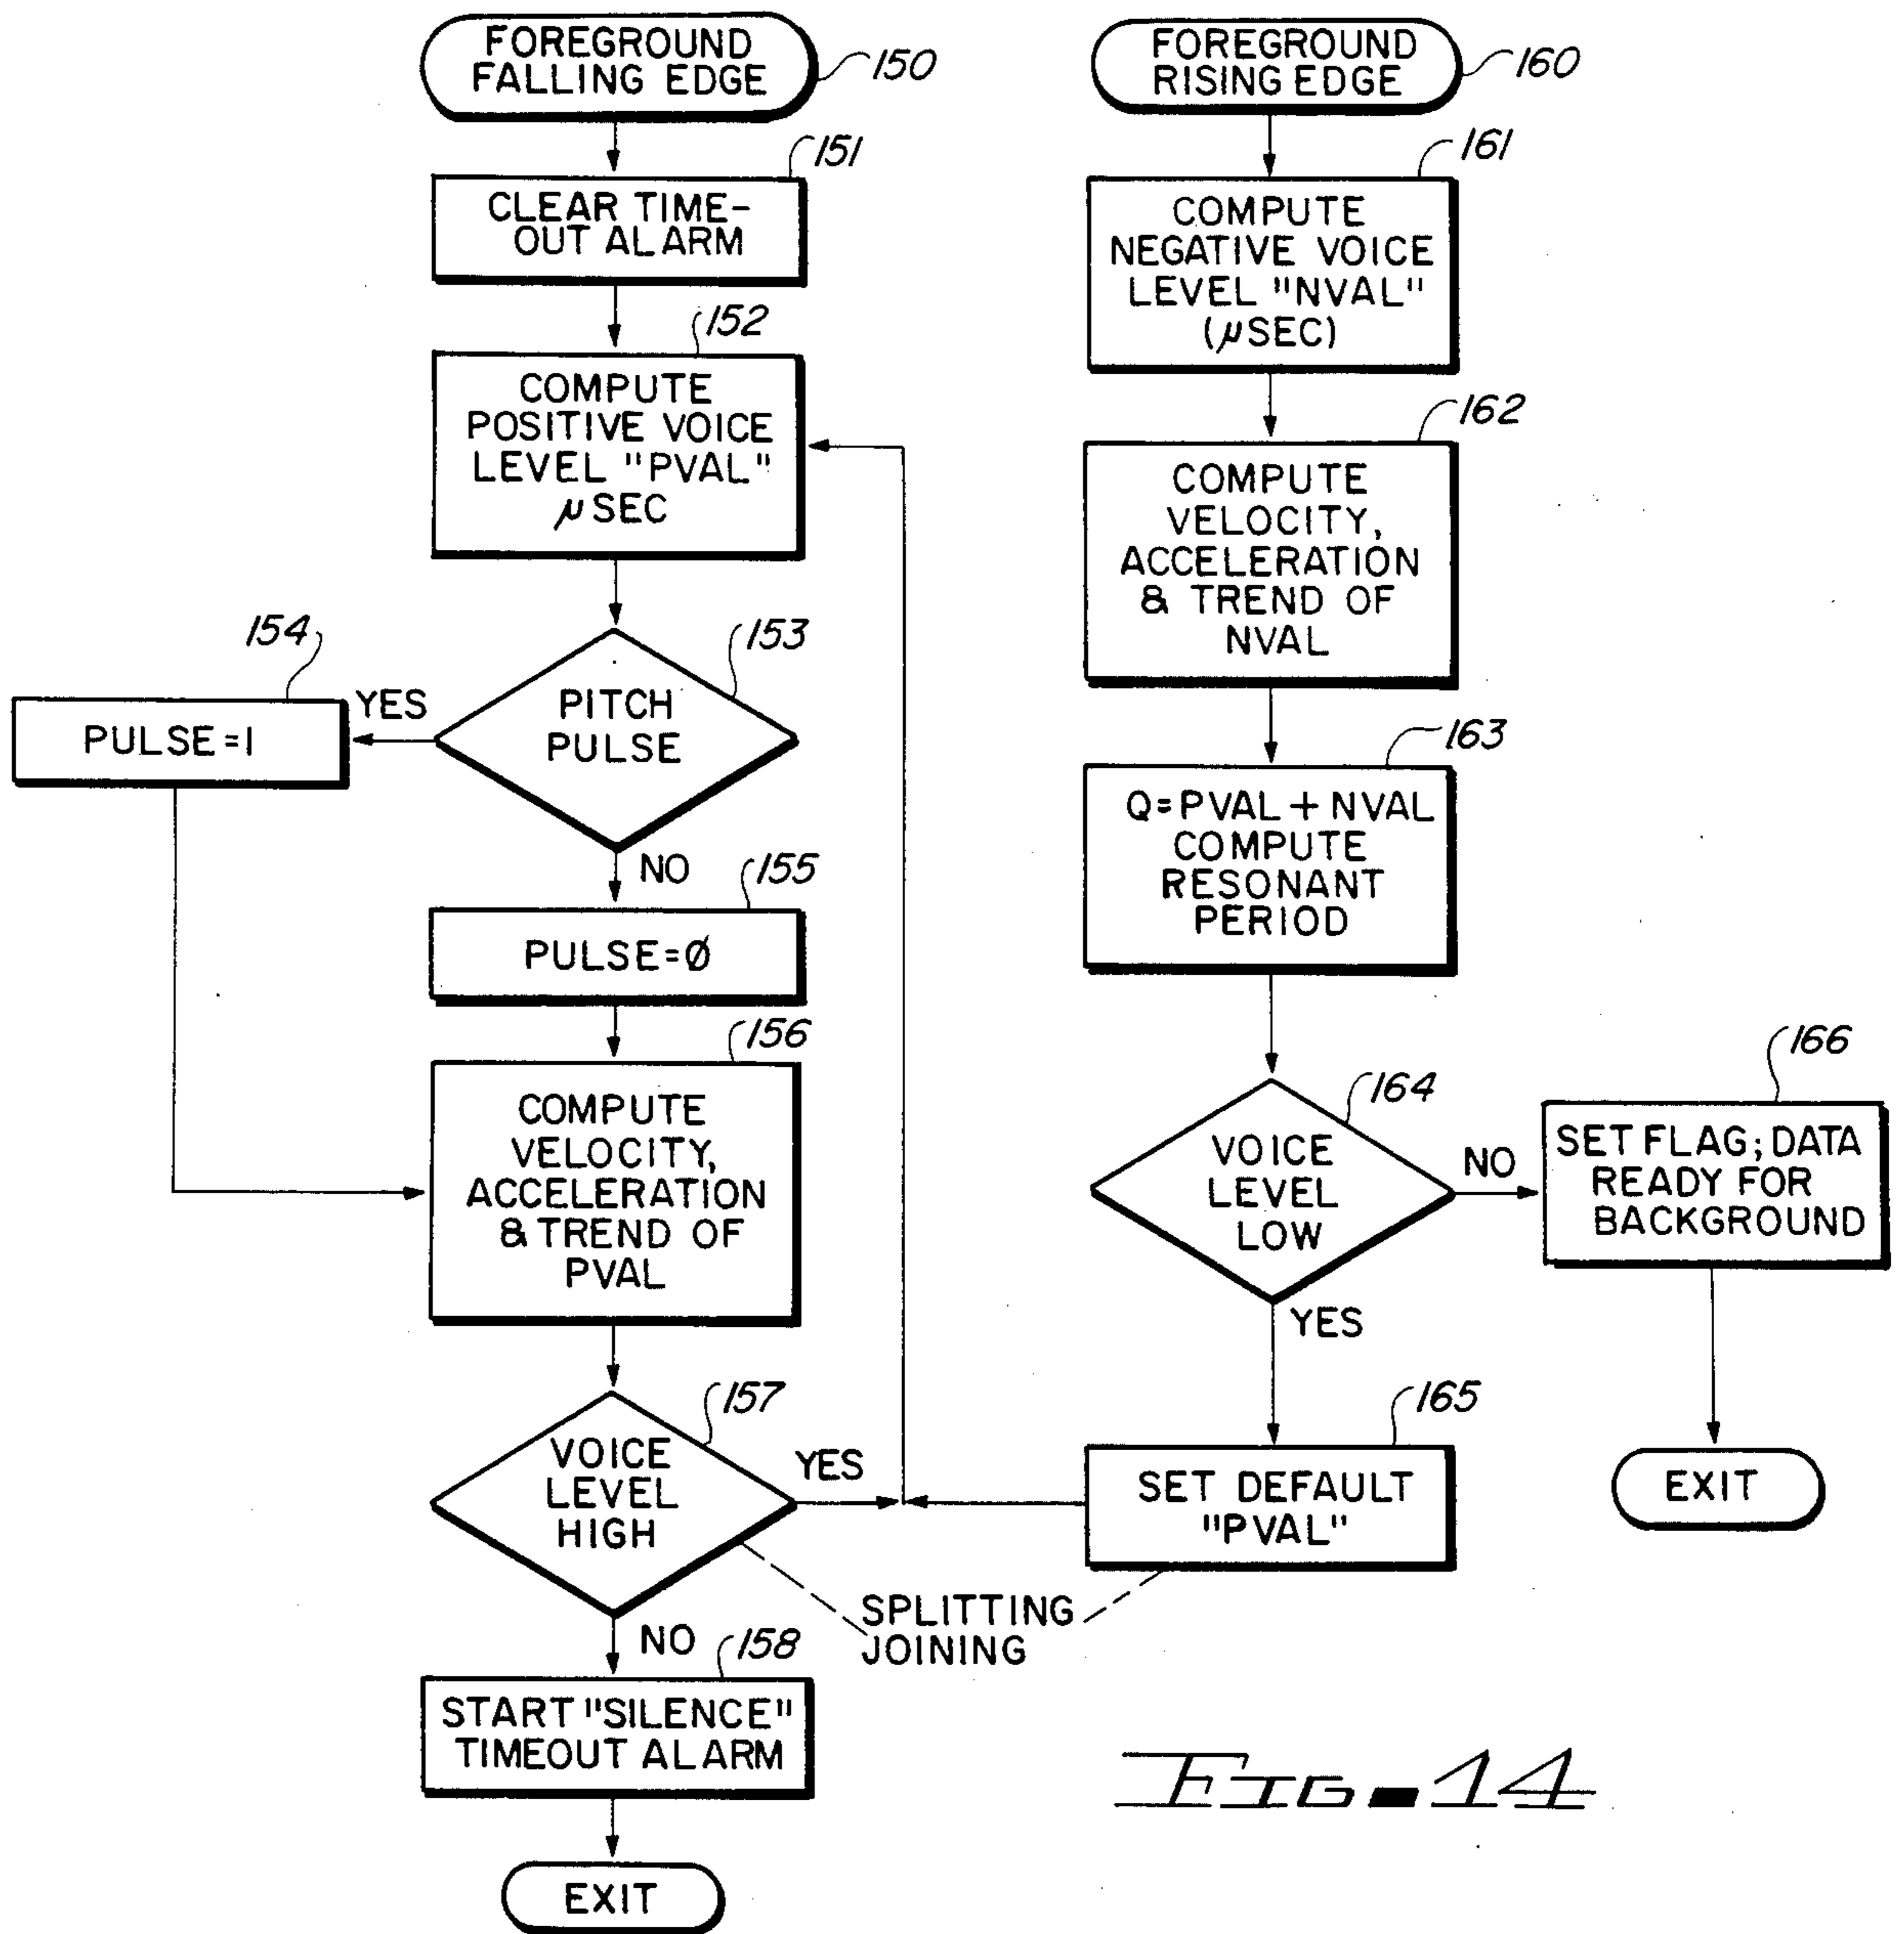 FOREGROUND
FALLING EDGE
150
151
CLEAR TIME-
OUT ALARM
152
COMPUTE
POSITIVE VOICE
LEVEL "PVAL"
μSEC
153
PITCH
PULSE
YES
154
PULSE=1
NO
155
PULSE=Ø
156
COMPUTE
VELOCITY,
ACCELERATION
& TREND OF
PVAL
157
VOICE
LEVEL
HIGH
YES
NO
158
START "SILENCE"
TIMEOUT ALARM
EXIT
FOREGROUND
RISING EDGE
160
161
COMPUTE
NEGATIVE VOICE
LEVEL "NVAL"
(μSEC)
162
COMPUTE
VELOCITY,
ACCELERATION
& TREND OF
NVAL
163
Q=PVAL + NVAL
COMPUTE
RESONANT
PERIOD
164
VOICE
LEVEL
LOW
NO
166
SET FLAG; DATA
READY FOR
BACKGROUND
EXIT
YES
165
SET DEFAULT
"PVAL"
SPLITTING
JOINING
FIG-14